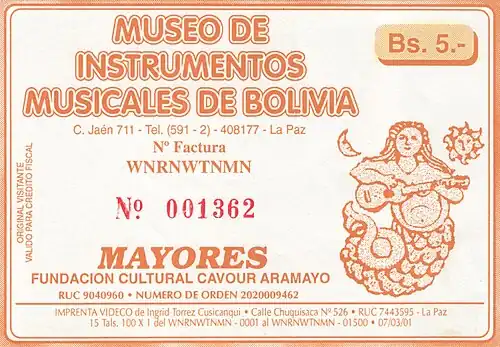 MUSEO DE
INSTRUMENTOS
MUSICALES DE BOLIVIA
Bs. 5.-
C. Jaén 711 - Tel. (591 - 2) - 408177 - La Paz
Nº Factura
WNRNWTNMN
Nº 001362
ORIGINAL VISITANTE
VALIDO PARA CREDITO FISCAL
MAYORES
FUNDACION CULTURAL CAVOUR ARAMAYO
RUC 9040960 • NUMERO DE ORDEN 2020009462
IMPRENTA VIDECO de Ingrid Torrez Cusicanqui • Calle Chuquisaca Nº 526 • RUC 7443595 - La Paz
15 Tals. 100 X 1 del WNRNWTNMN - 0001 al WNRNWTNMN - 01500 • 07/03/01